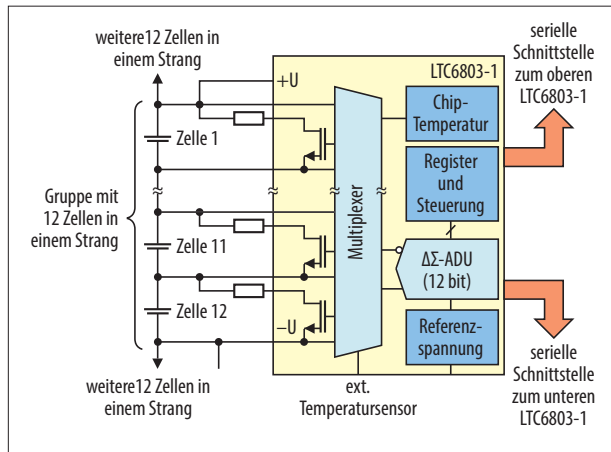 weitere12 Zellen in
einem Strang
+U
LTC6803-1
serielle
Schnittstelle
zum oberen
LTC6803-1
Chip-
Temperatur
Zelle 1
Register
und
Steuerung
Gruppe mit
12 Zellen in
einem Strang
Multiplexer
Zelle 11
ΔΣ-ADU
(12 bit)
Zelle 12
–U
Referenz-
spannung
weitere12 Zellen in
einem Strang
ext.
Temperatursensor
serielle
Schnittstelle
zum unteren
LTC6803-1